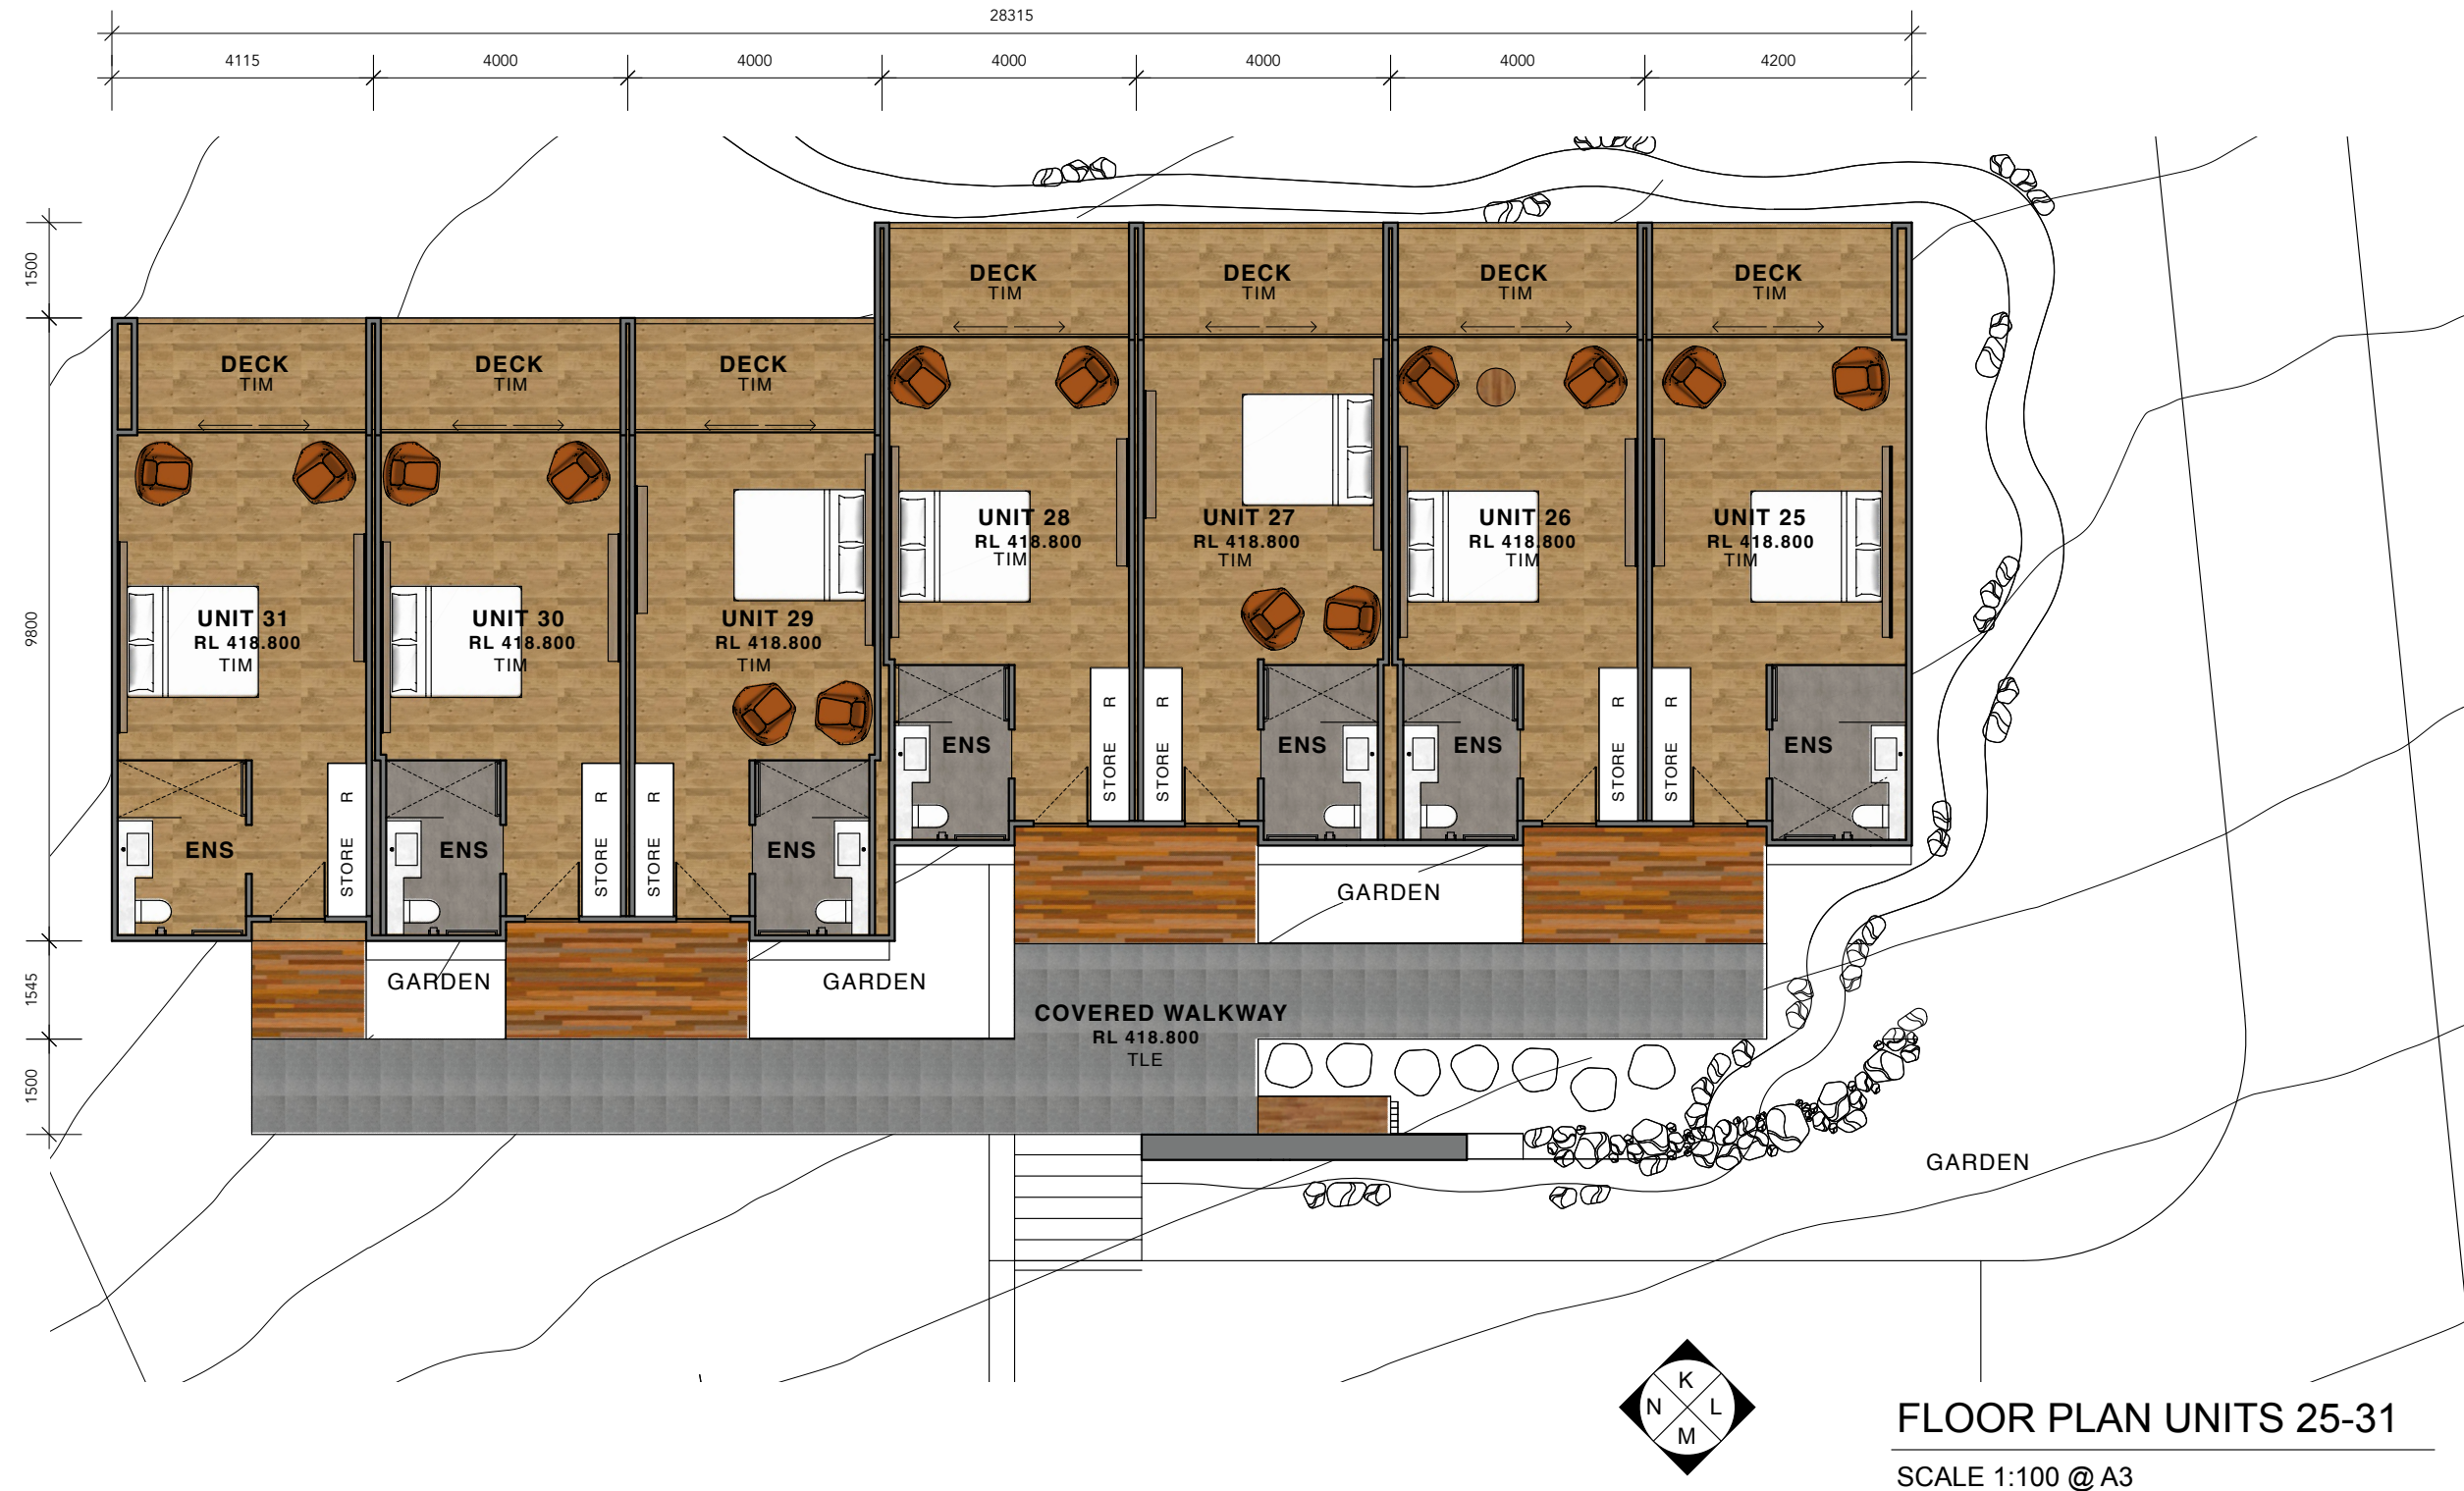 28315
4115
4000
4000
4000
4000
4000
4200
1500
9800
1545
1500
DECK
TIM
DECK
TIM
DECK
TIM
DECK
TIM
DECK
TIM
DECK
TIM
DECK
TIM
UNIT 31
RL 418.800
TIM
UNIT 30
RL 418.800
TIM
UNIT 29
RL 418.800
TIM
UNIT 28
RL 418.800
TIM
UNIT 27
RL 418.800
TIM
UNIT 26
RL 418.800
TIM
UNIT 25
RL 418.800
TIM
ENS
STORE R
ENS
STORE R
STORE R
ENS
ENS
STORE R
STORE R
ENS
ENS
STORE R
STORE R
ENS
GARDEN
GARDEN
GARDEN
COVERED WALKWAY
RL 418.800
TLE
GARDEN
K
N L
M
FLOOR PLAN UNITS 25-31
SCALE 1:100 @ A3